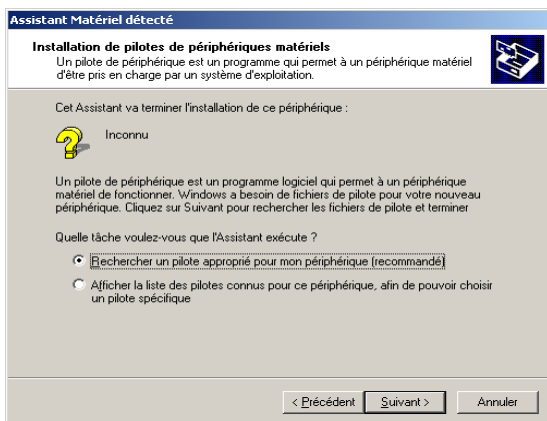 Assistant Matériel détecté
Installation de pilotes de périphériques matériels
Un pilote de périphérique est un programme qui permet à un périphérique matériel
d'être pris en charge par un système d'exploitation.
Cet Assistant va terminer l'installation de ce périphérique :
Inconnu
Un pilote de périphérique est un programme logiciel qui permet à un périphérique
matériel de fonctionner. Windows a besoin de fichiers de pilote pour votre nouveau
périphérique. Cliquez sur Suivant pour rechercher les fichiers de pilote et terminer
Quelle tâche voulez-vous que l'Assistant exécute ?
Rechercher un pilote approprié pour mon périphérique (recommandé)
Afficher la liste des pilotes connus pour ce périphérique, afin de pouvoir choisir
un pilote spécifique
< Précédent Suivant > Annuler